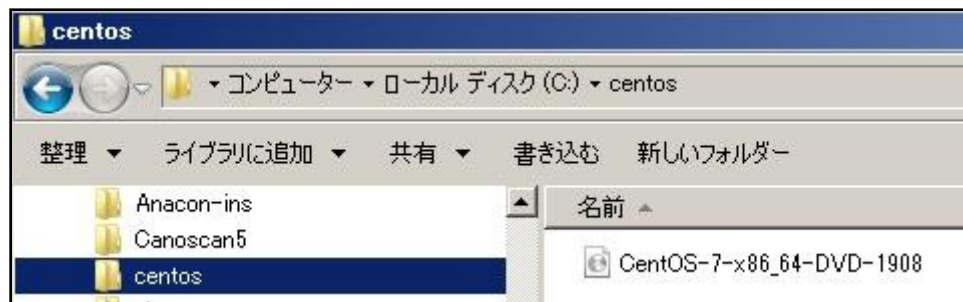 centos
コンピューター ローカル ディスク (C:) centos
整理 ライブラリに追加 共有 書き込む 新しいフォルダー
Anacon-ins
Canoscan5
centos
名前
CentOS-7-x86_64-DVD-1908